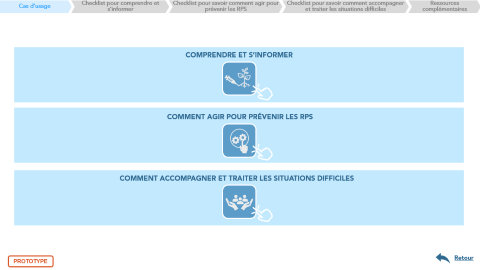 Cas d'usage
Checklist pour comprendre et
s'informer
Checklist pour savoir comment agir pour
prévenir les RPS
Checklist pour savoir comment accompagner
et traiter les situations difficiles
Ressources
complémentaires
COMPRENDRE ET S'INFORMER
COMMENT AGIR POUR PRÉVENIR LES RPS
COMMENT ACCOMPAGNER ET TRAITER LES SITUATIONS DIFFICILES
PROTOTYPE
Retour